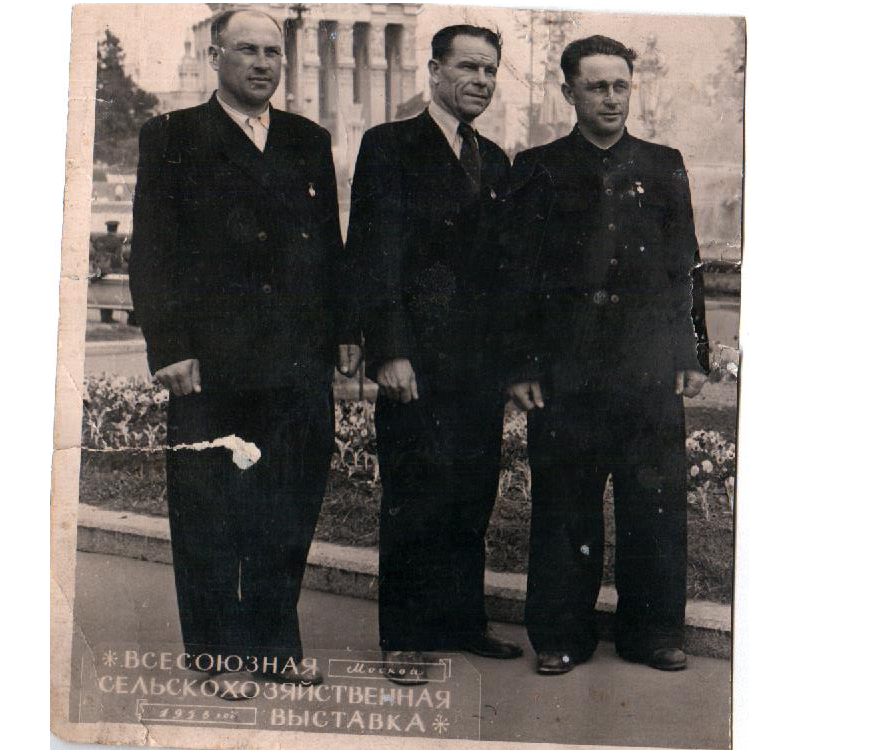 ВСЕСОЮЗНАЯ Москва
СЕЛЬСКОХОЗЯЙСТВЕННАЯ
ВЫСТАВКА